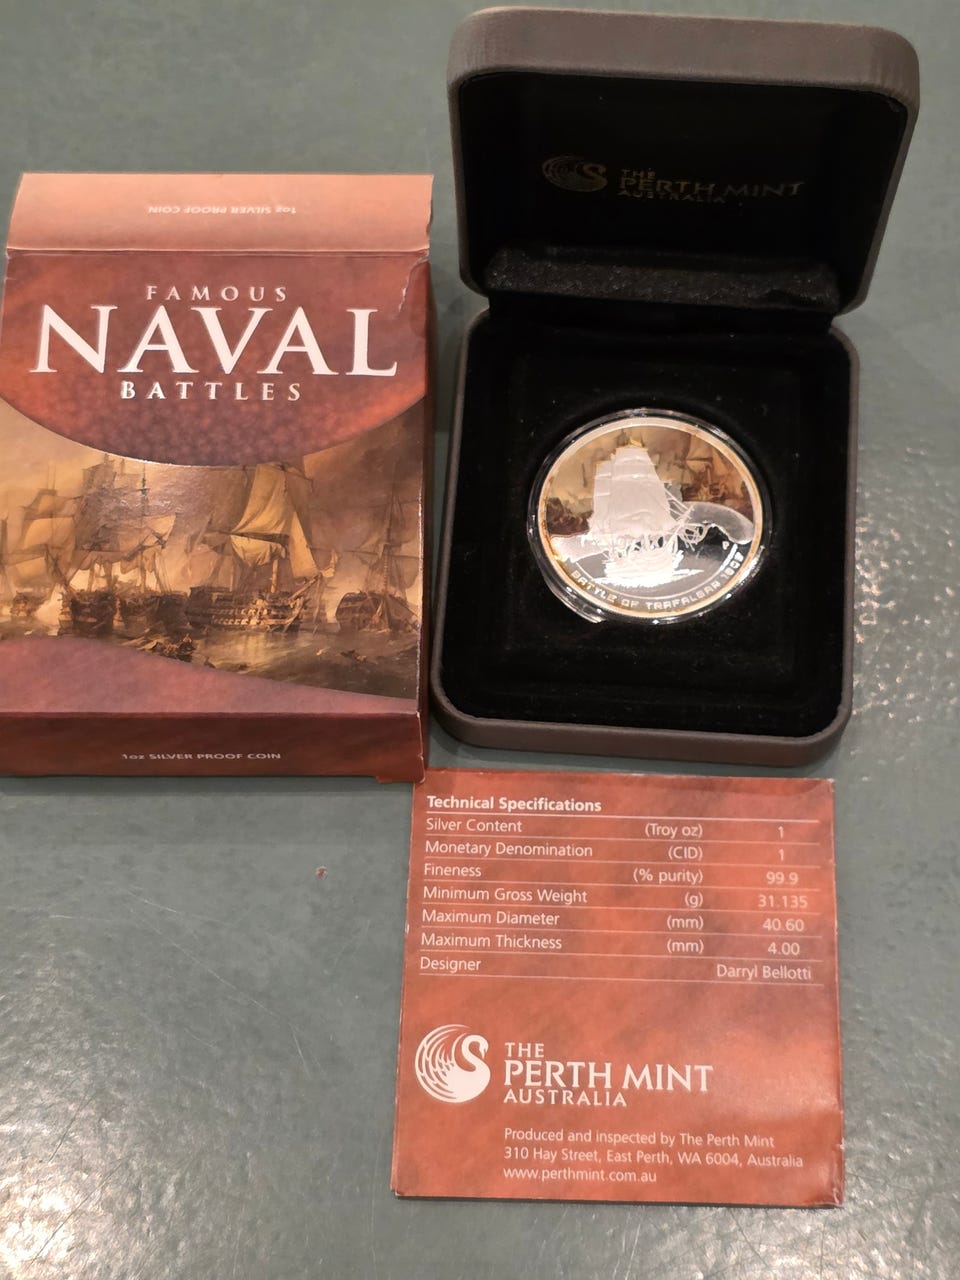 1oz SILVER PROOF COIN
FAMOUS
NAVAL
BATTLES
1oz SILVER PROOF COIN
THE
PERTH MINT
AUSTRALIA
BATTLE OF TRAFALGAR 1805
Technical Specifications
Silver Content (Troy oz) 1
Monetary Denomination (CID) 1
Fineness (% purity) 99.9
Minimum Gross Weight (g) 31.135
Maximum Diameter (mm) 40.60
Maximum Thickness (mm) 4.00
Designer Darryl Bellotti
THE
PERTH MINT
AUSTRALIA
Produced and inspected by The Perth Mint
310 Hay Street, East Perth, WA 6004, Australia
www.perthmint.com.au